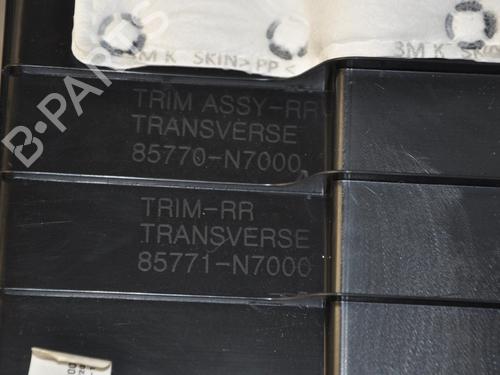 3M K SKIN> PP <
3M K
TRIM ASSY-RR
TRANSVERSE
85770-N7000
TRIM-RR
TRANSVERSE
85771-N7000
B-PARTS